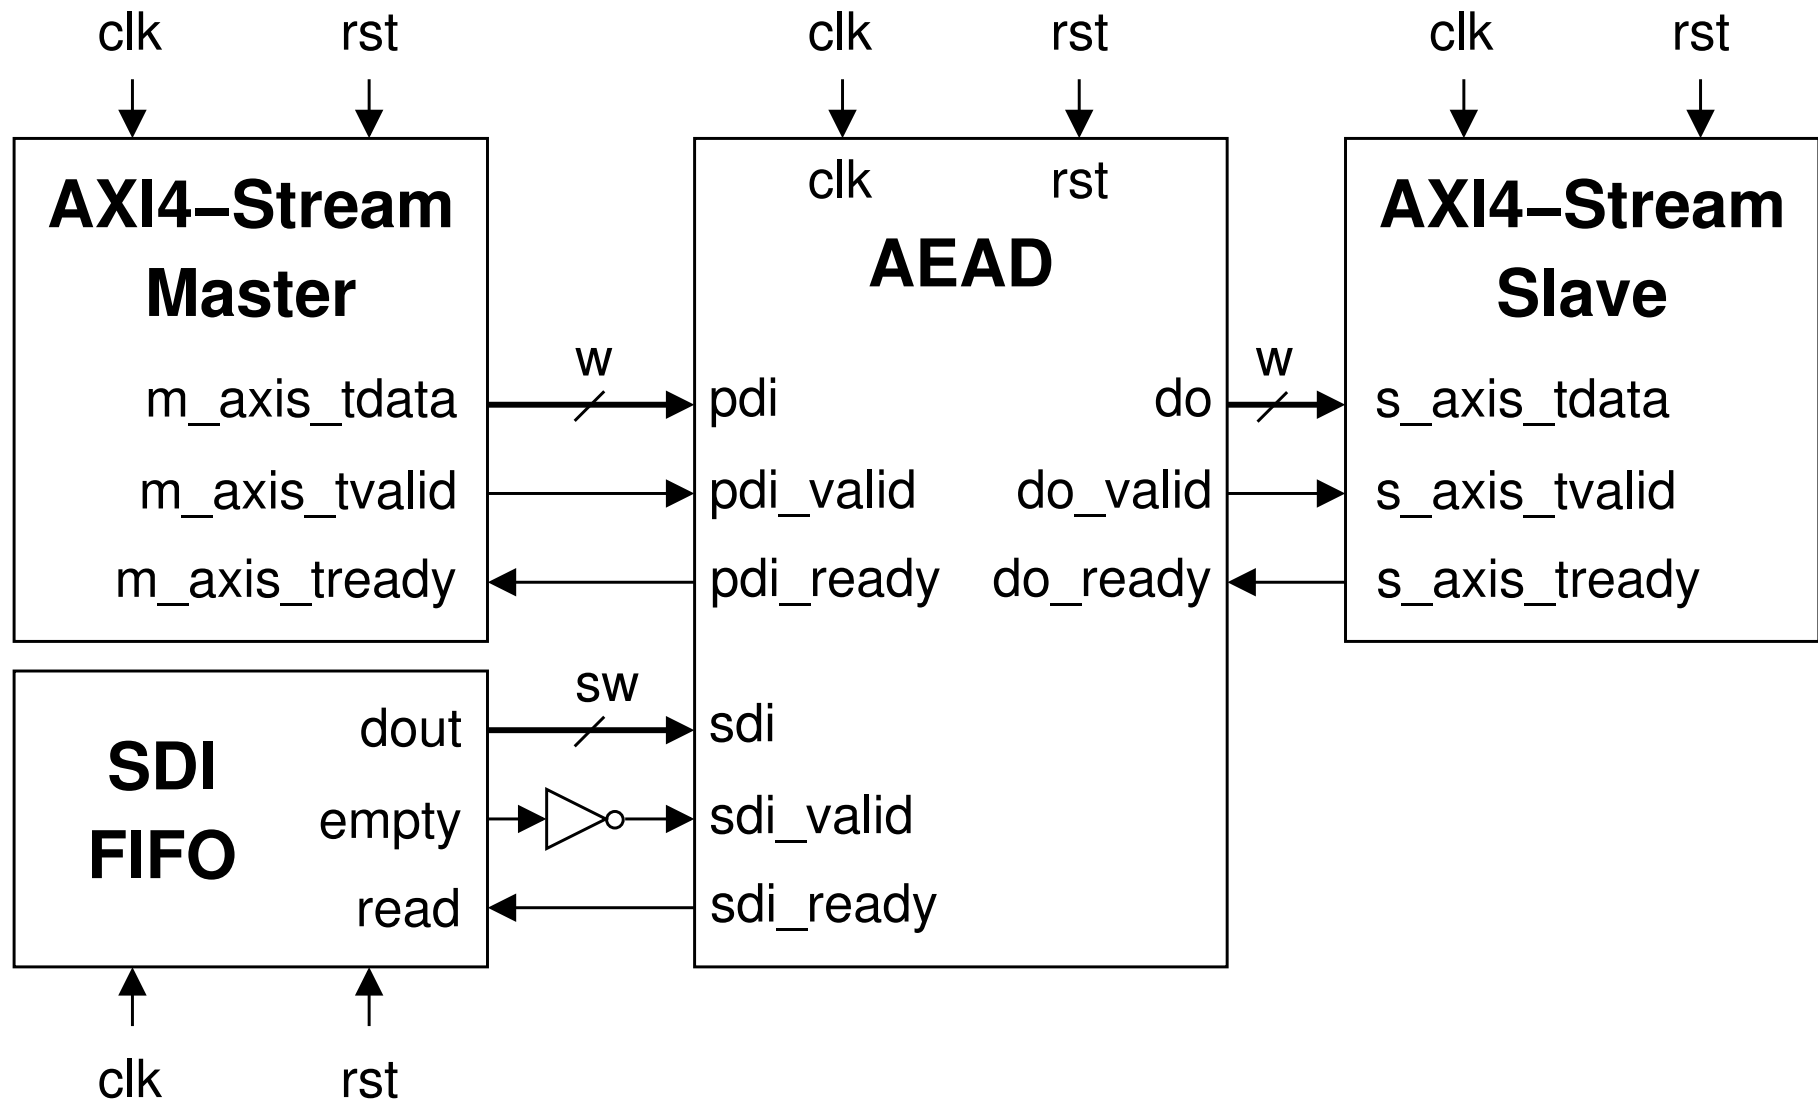 clk rst clk rst clk rst
AXI4–Stream
Master
m_axis_tdata
m_axis_tvalid
m_axis_tready
w
clk rst
AEAD
pdi
pdi_valid
pdi_ready
do
do_valid
do_ready
w
AXI4–Stream
Slave
s_axis_tdata
s_axis_tvalid
s_axis_tready
SDI
FIFO
dout
empty
read
sw
sdi
sdi_valid
sdi_ready
clk rst